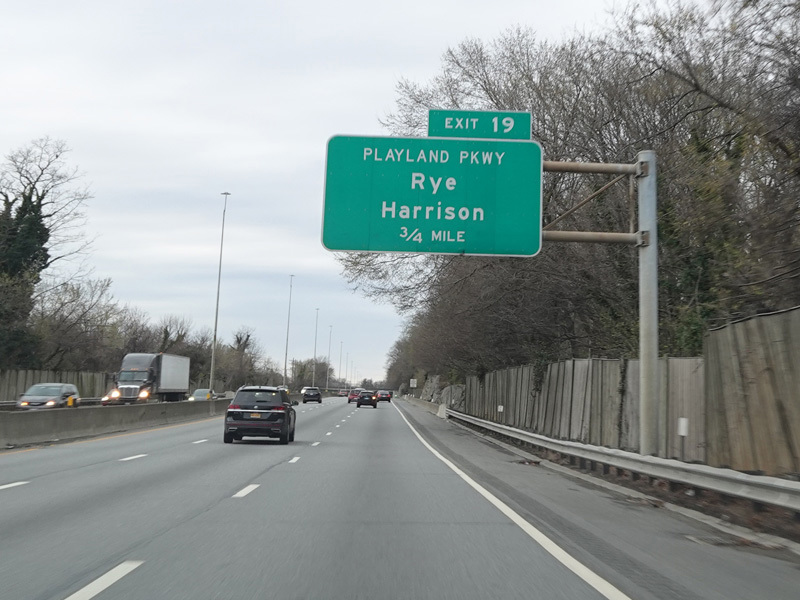 EXIT 19
PLAYLAND PKWY
Rye
Harrison
3/4 MILE